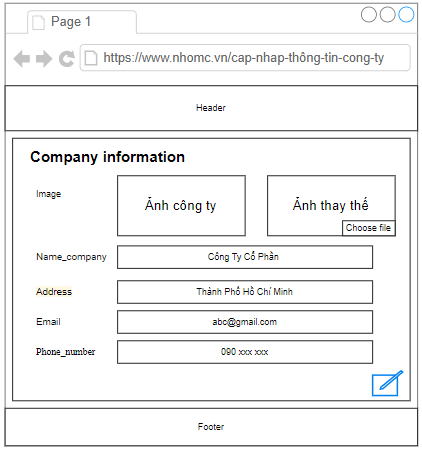 Page 1
https://www.nhomc.vn/cap-nhap-thông-tin-cong-ty
Header
Company information
Image
Ảnh công ty
Ảnh thay thế
Choose file
Name_company
Công Ty Cổ Phần
Address
Thành Phố Hồ Chí Minh
Email
abc@gmail.com
Phone_number
090 xxx xxx
Footer